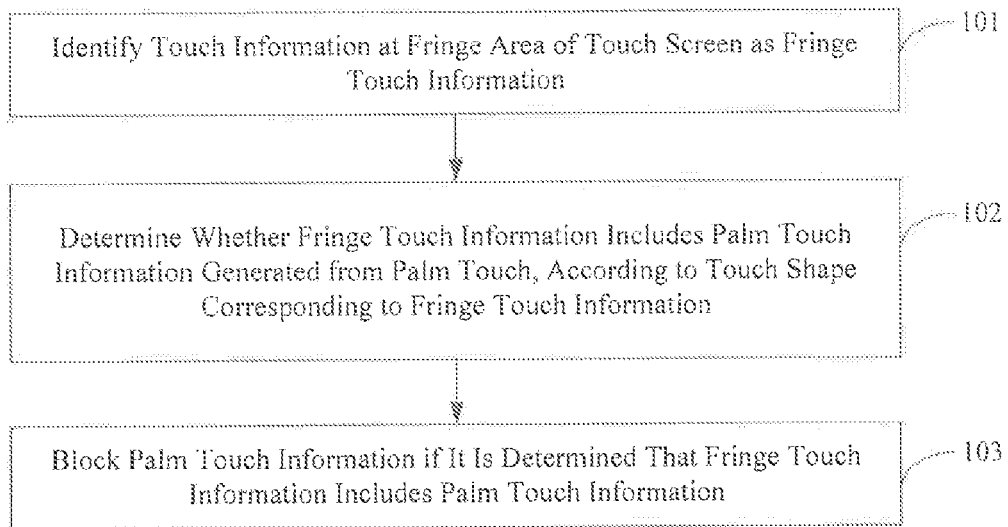 Identify Touch Information at Fringe Area of Touch Screen as Fringe
Touch Information
101
Determine Whether Fringe Touch Information Includes Palm Touch
Information Generated from Palm Touch, According to Touch Shape
Corresponding to Fringe Touch Information
102
Block Palm Touch Information if It Is Determined That Fringe Touch
Information Includes Palm Touch Information
103